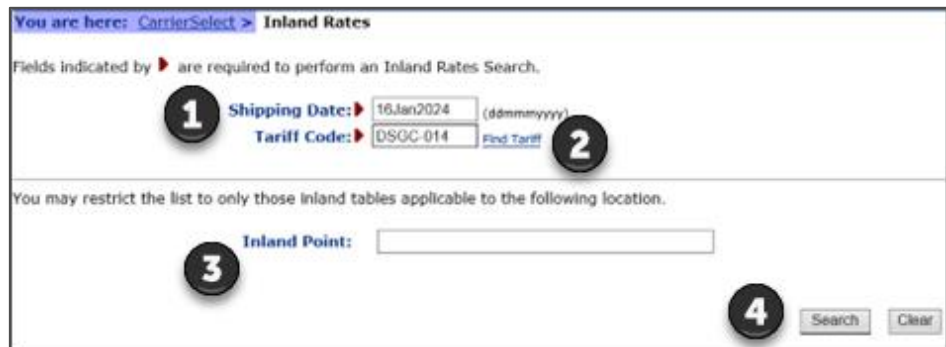 You are here: CarrierSelect > Inland Rates
Fields indicated by are required to perform an Inland Rates Search.
1 Shipping Date: 16Jan2024 (ddmmmyyyy)
Tariff Code: DSGC-014 Find Tariff 2
You may restrict the list to only those inland tables applicable to the following location.
Inland Point:
3
4 Search Clear